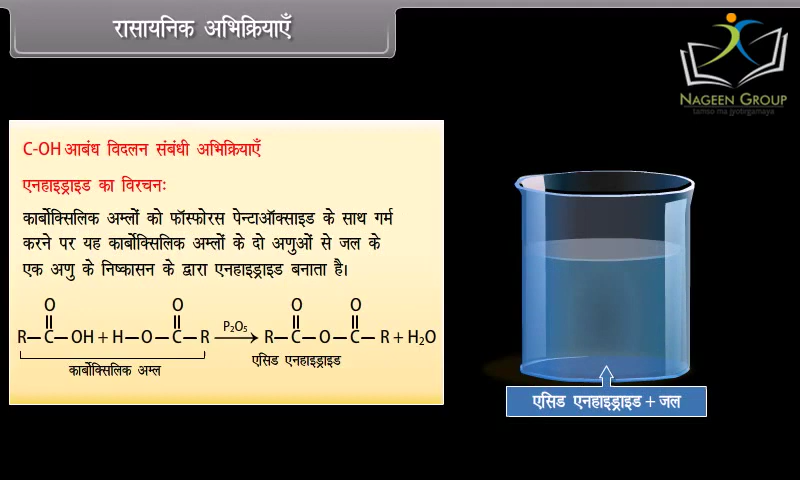 रासायनिक अभिक्रियाएँ
NAGEEN GROUP
tamso ma jyotirgamaya
C-OH आबंध विदलन संबंधी अभिक्रियाएँ
एनहाइड्राइड का विरचनः
कार्बोक्सिलिक अम्लों को फॉस्फोरस पेन्टाऑक्साइड के साथ गर्म
करने पर यह कार्बोक्सिलिक अम्लों के दो अणुओं से जल के
एक अणु के निष्कासन के द्वारा एनहाइड्राइड बनाता है।
O O O O
R—C—OH + H—O—C—R —P₂O₅→ R—C—O—C—R + H₂O
कार्बोक्सिलिक अम्ल एसिड एनहाइड्राइड
एसिड एनहाइड्राइड + जल